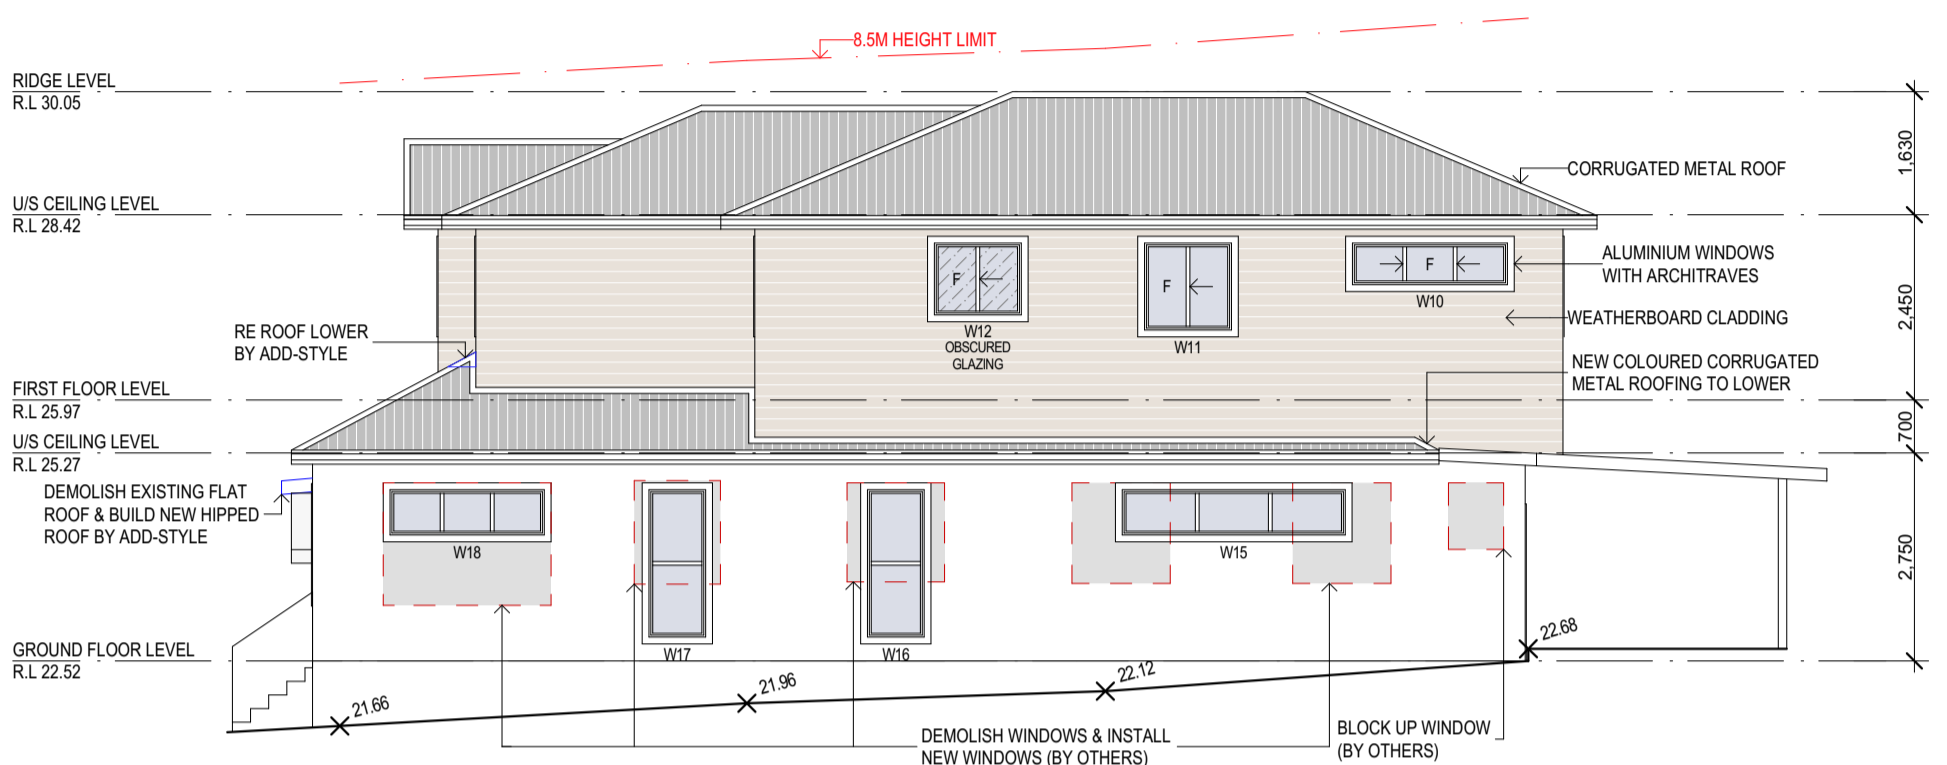 8.5M HEIGHT LIMIT
RIDGE LEVEL
R.L 30.05
1,630
CORRUGATED METAL ROOF
U/S CEILING LEVEL
R.L 28.42
ALUMINIUM WINDOWS
WITH ARCHITRAVES
F
F
F
W10
W12
OBSCURED
GLAZING
W11
2,450
WEATHERBOARD CLADDING
RE ROOF LOWER
BY ADD-STYLE
NEW COLOURED CORRUGATED
METAL ROOFING TO LOWER
FIRST FLOOR LEVEL
R.L 25.97
700
U/S CEILING LEVEL
R.L 25.27
DEMOLISH EXISTING FLAT
ROOF & BUILD NEW HIPPED
ROOF BY ADD-STYLE
W18
W15
2,750
W17
W16
GROUND FLOOR LEVEL
R.L 22.52
22.68
22.12
21.96
21.66
DEMOLISH WINDOWS & INSTALL
NEW WINDOWS (BY OTHERS)
BLOCK UP WINDOW
(BY OTHERS)